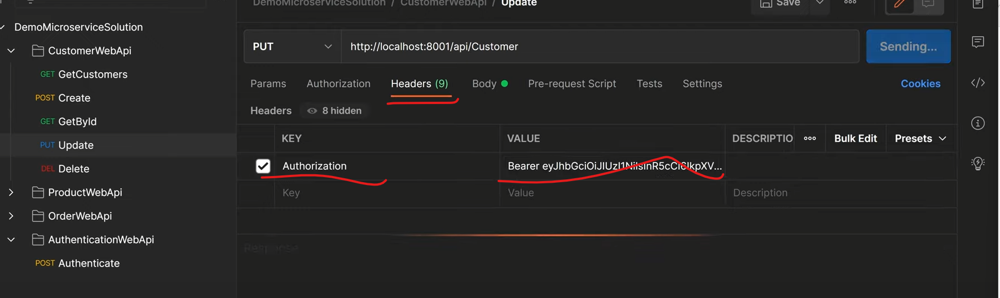 DemoMicroserviceSolution / CustomerWebApi / Update
Save
DemoMicroserviceSolution
CustomerWebApi
GET GetCustomers
POST Create
GET GetById
PUT Update
DEL Delete
ProductWebApi
OrderWebApi
AuthenticationWebApi
POST Authenticate
PUT http://localhost:8001/api/Customer Sending...
Params Authorization Headers (9) Body Pre-request Script Tests Settings Cookies
Headers 8 hidden
KEY VALUE DESCRIPTIO Bulk Edit Presets
Authorization Bearer eyJhbGciOiJIUzI1NiIsInR5cCI6IkpXV...
Key Value Description
Response